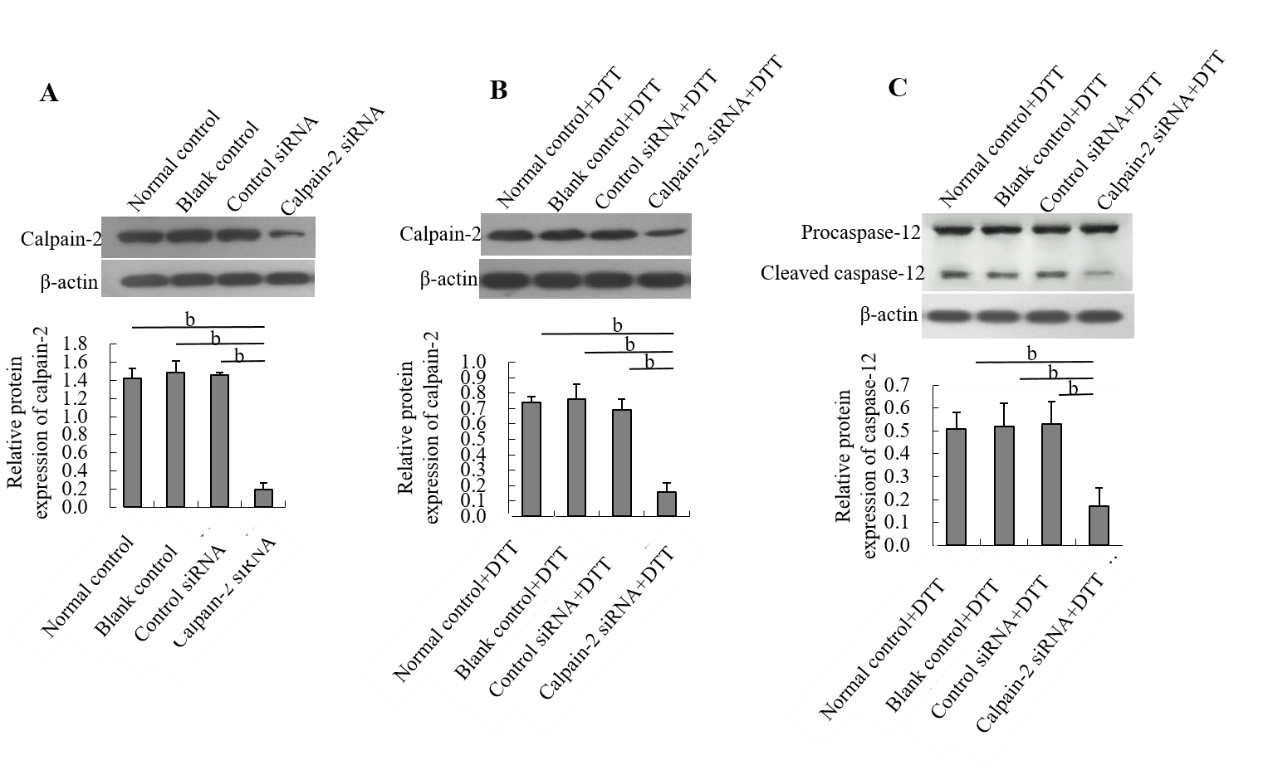 A
Normal control
Blank control
Control siRNA
Calpain-2 siRNA
Calpain-2
β-actin
b
b
b
Relative protein
expression of calpain-2
1.8
1.6
1.4
1.2
1.0
0.8
0.6
0.4
0.2
0.0
Normal control
Blank control
Control siRNA
Calpain-2 siRNA
B
Normal control+DTT
Blank control+DTT
Control siRNA+DTT
Calpain-2 siRNA+DTT
Calpain-2
β-actin
b
b
b
Relative protein
expression of calpain-2
1.0
0.9
0.8
0.7
0.6
0.5
0.4
0.3
0.2
0.1
0.0
Normal control+DTT
Blank control+DTT
Control siRNA+DTT
Calpain-2 siRNA+DTT
C
Normal control+DTT
Blank control+DTT
Control siRNA+DTT
Calpain-2 siRNA+DTT
Procaspase-12
Cleaved caspase-12
β-actin
b
b
b
Relative protein
expression of caspase-12
0.7
0.6
0.5
0.4
0.3
0.2
0.1
0.0
Normal control+DTT
Blank control+DTT
Control siRNA+DTT
Calpain-2 siRNA+DTT